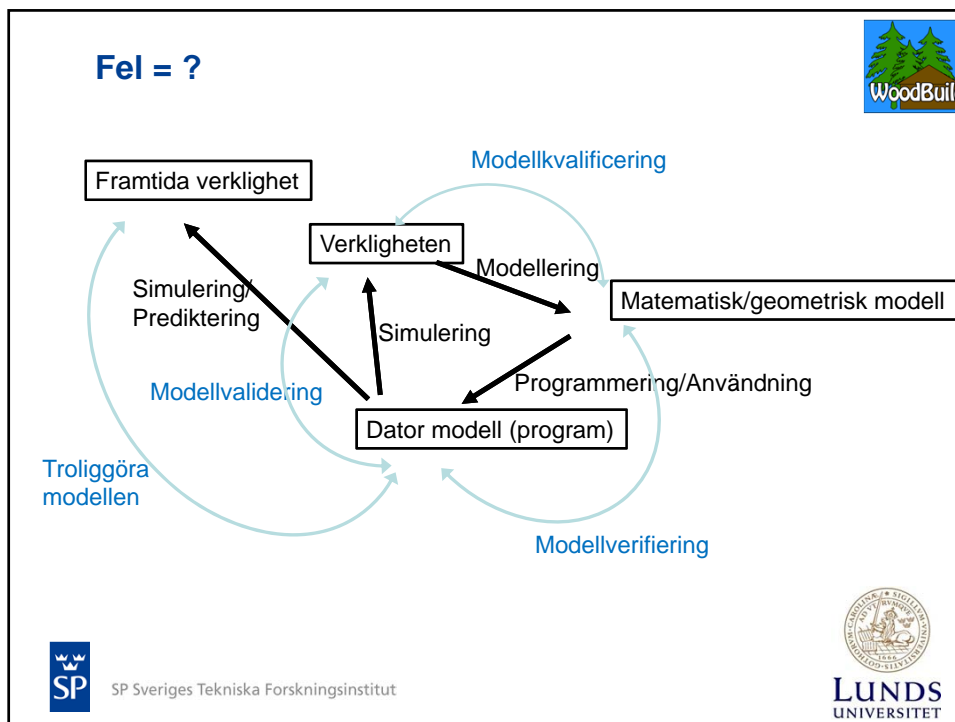 Fel = ?
WoodBuil
Modellkvalificering
Framtida verklighet
Verkligheten
Modellering
Simulering/
Prediktering
Matematisk/geometrisk modell
Simulering
Modellvalidering
Programmering/Användning
Dator modell (program)
Troliggöra
modellen
Modellverifiering
SP
SP Sveriges Tekniska Forskningsinstitut
1666
LUNDS
UNIVERSITET